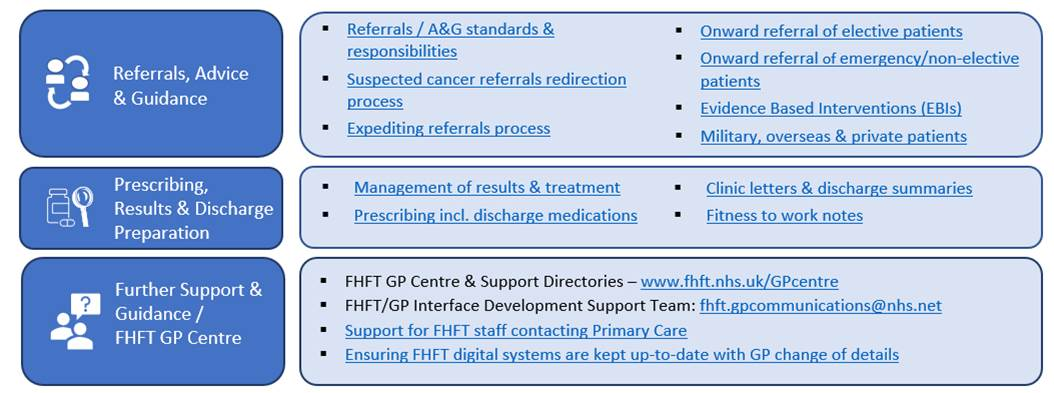 Referrals, Advice
& Guidance
Referrals / A&G standards &
responsibilities
Suspected cancer referrals redirection
process
Expediting referrals process
Onward referral of elective patients
Onward referral of emergency/non-elective
patients
Evidence Based Interventions (EBIs)
Military, overseas & private patients
Prescribing,
Results & Discharge
Preparation
Management of results & treatment
Prescribing incl. discharge medications
Clinic letters & discharge summaries
Fitness to work notes
Further Support &
Guidance /
FHFT GP Centre
FHFT GP Centre & Support Directories – www.fhft.nhs.uk/GPcentre
FHFT/GP Interface Development Support Team: fhft.gpcommunications@nhs.net
Support for FHFT staff contacting Primary Care
Ensuring FHFT digital systems are kept up-to-date with GP change of details